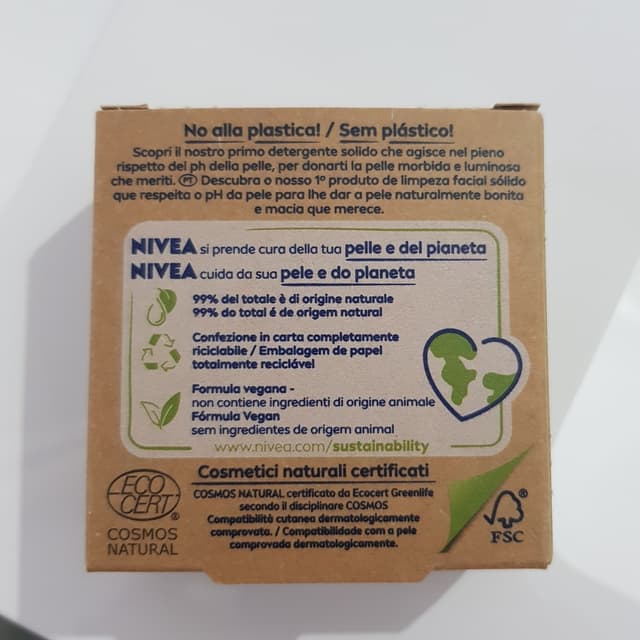 No alla plastica! / Sem plástico!
Scopri il nostro primo detergente solido che agisce nel pieno
rispetto del ph della pelle, per donarti la pelle morbida e luminosa
che meriti. PT Descubra o nosso 1º produto de limpeza facial sólido
que respeita o pH da pele para lhe dar a pele naturalmente bonita
e macia que merece.
NIVEA si prende cura della tua pelle e del pianeta
NIVEA cuida da sua pele e do planeta
99% del totale è di origine naturale
99% do total é de origem natural
Confezione in carta completamente
riciclabile / Embalagem de papel
totalmente reciclável
Formula vegana -
non contiene ingredienti di origine animale
Fórmula Vegan
sem ingredientes de origem animal
www.nivea.com/sustainability
Cosmetici naturali certificati
COSMOS NATURAL certificato da Ecocert Greenlife
secondo il disciplinare COSMOS
Compatibilità cutanea dermatologicamente
comprovata. / Compatibilidade com a pele
comprovada dermatologicamente.
ECO
CERT®
COSMOS
NATURAL
®
FSC